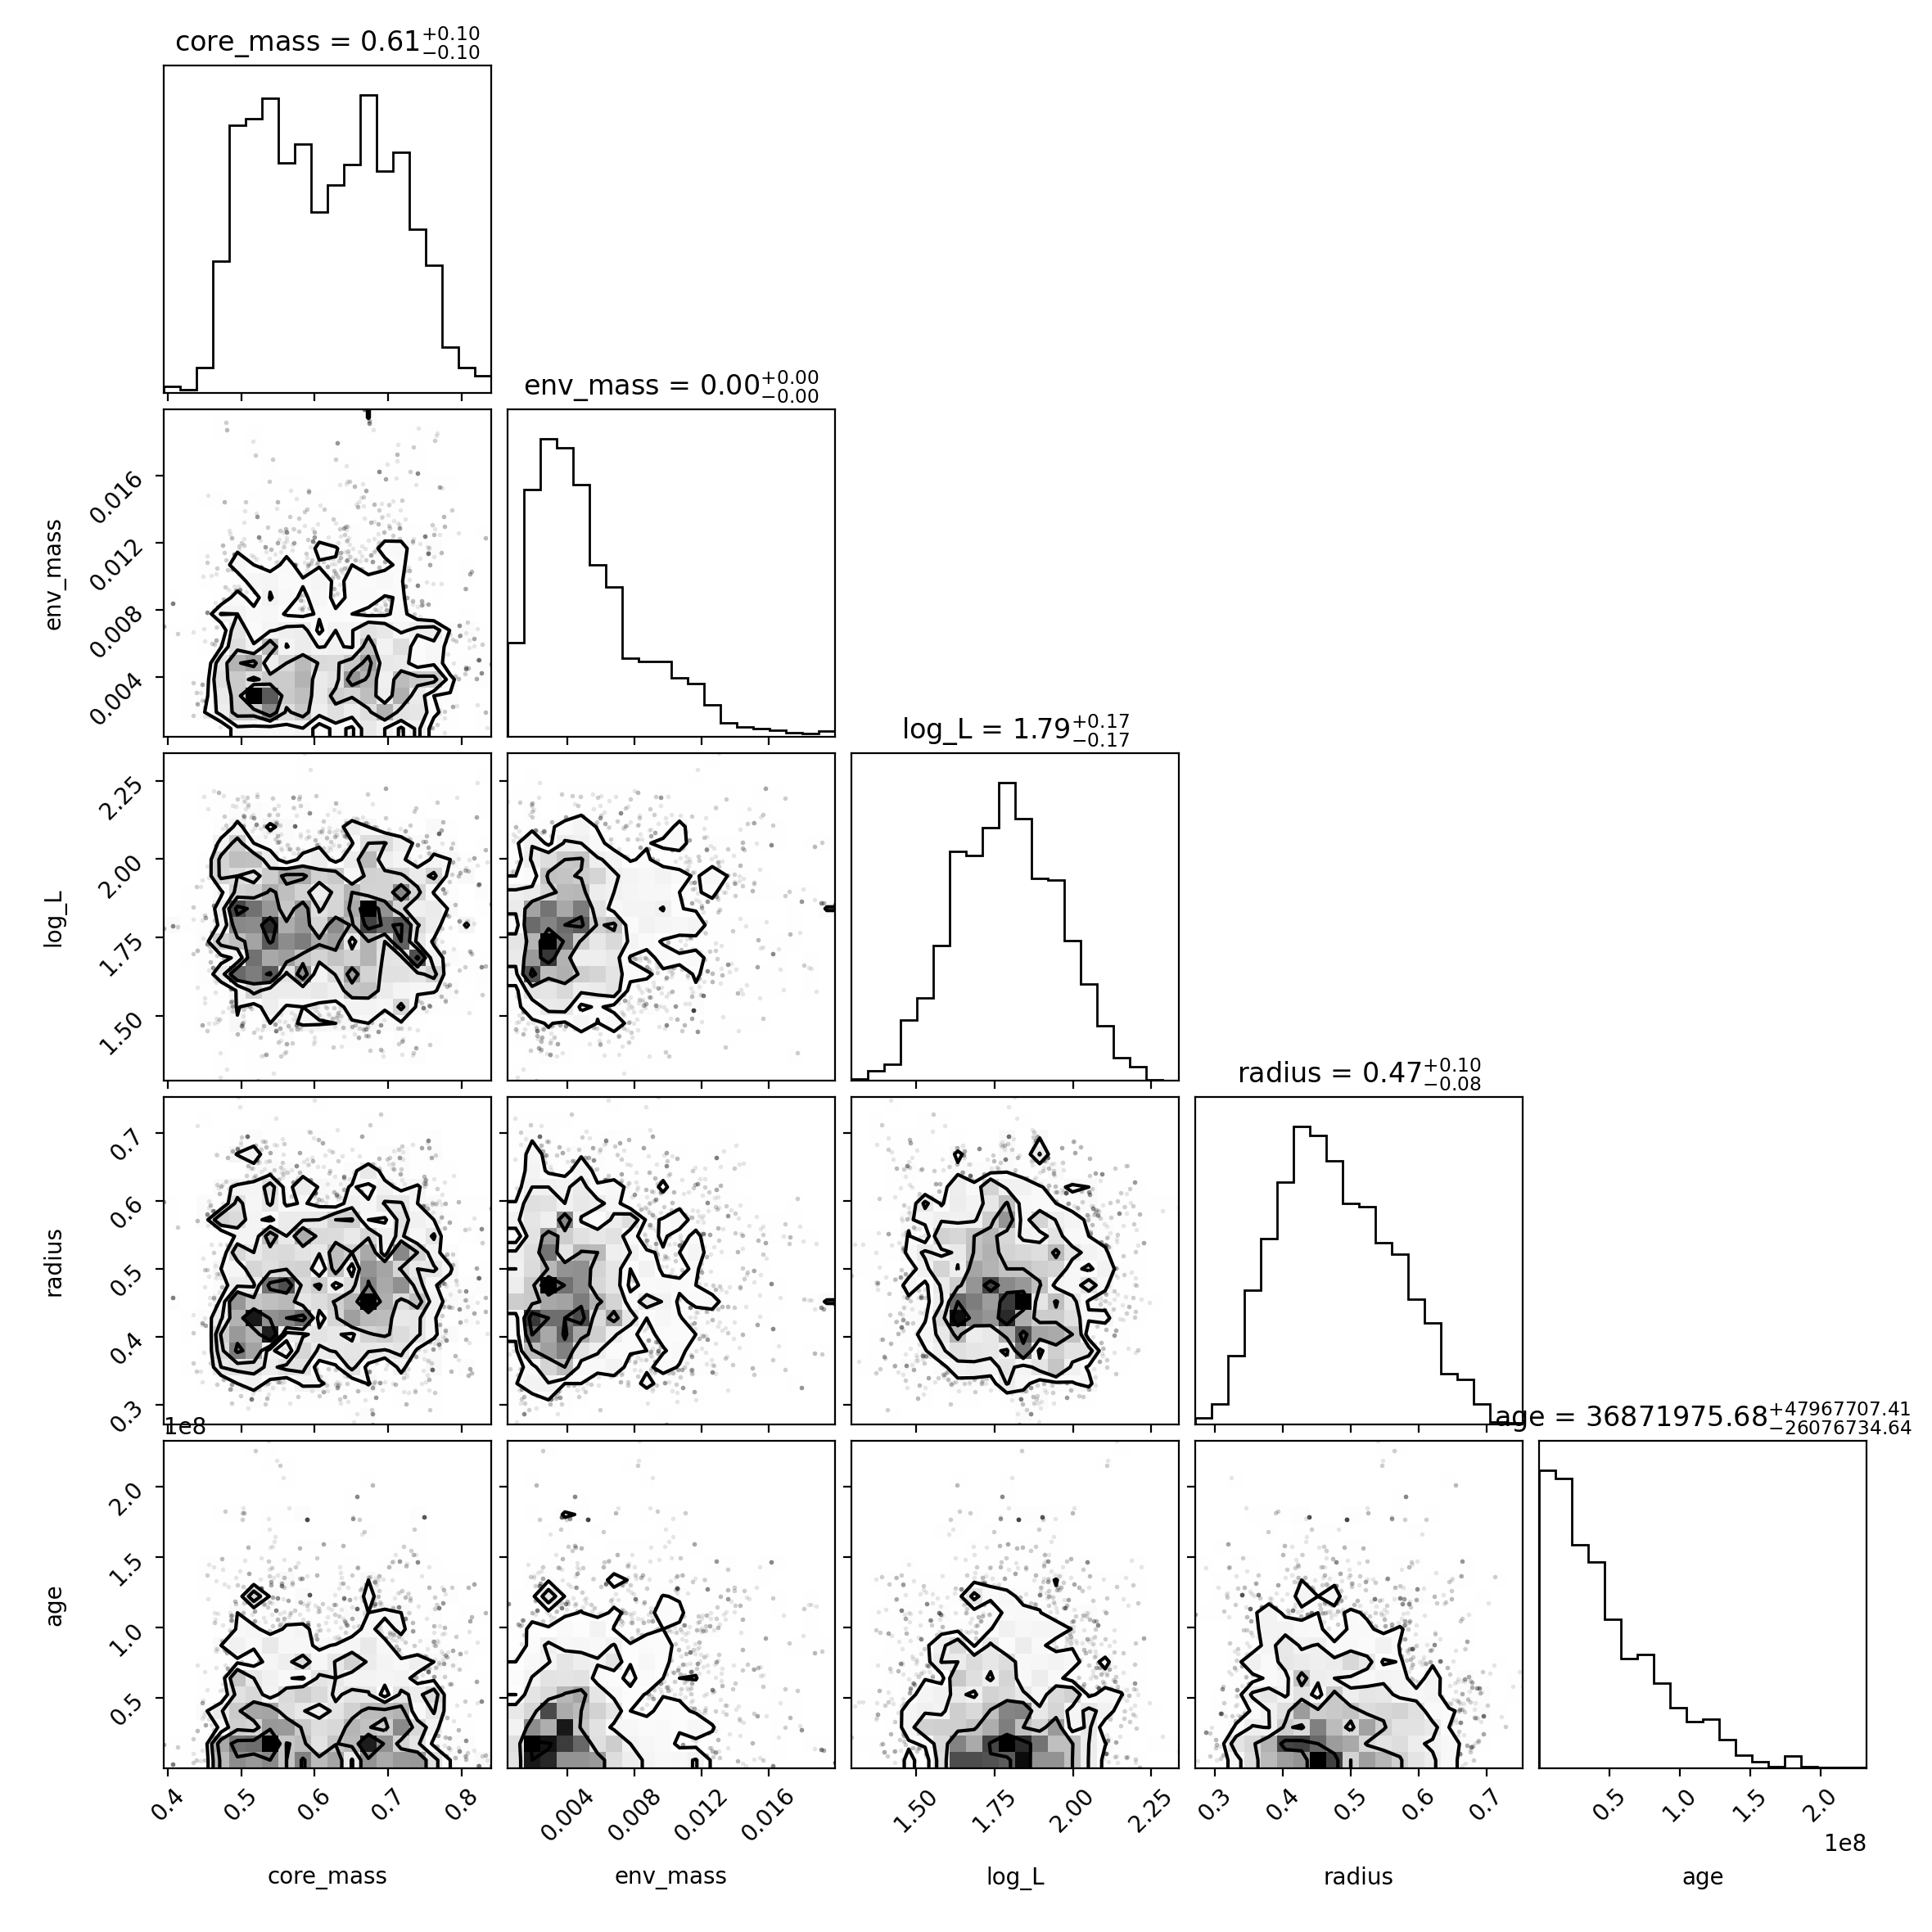 core_mass = 0.61+0.10 −0.10
env_mass = 0.00+0.00 −0.00
0.016
0.012
0.008
0.004
env_mass
log_L = 1.79+0.17 −0.17
2.25
2.00
1.75
1.50
log_L
radius = 0.47+0.10 −0.08
0.7
0.6
0.5
0.4
0.3
radius
1e8
age = 36871975.68+47967707.41 −26076734.64
2.0
1.5
1.0
0.5
age
0.4 0.5 0.6 0.7 0.8
0.004 0.008 0.012 0.016
1.50 1.75 2.00 2.25
0.3 0.4 0.5 0.6 0.7
0.5 1.0 1.5 2.0
1e8
core_mass env_mass log_L radius age